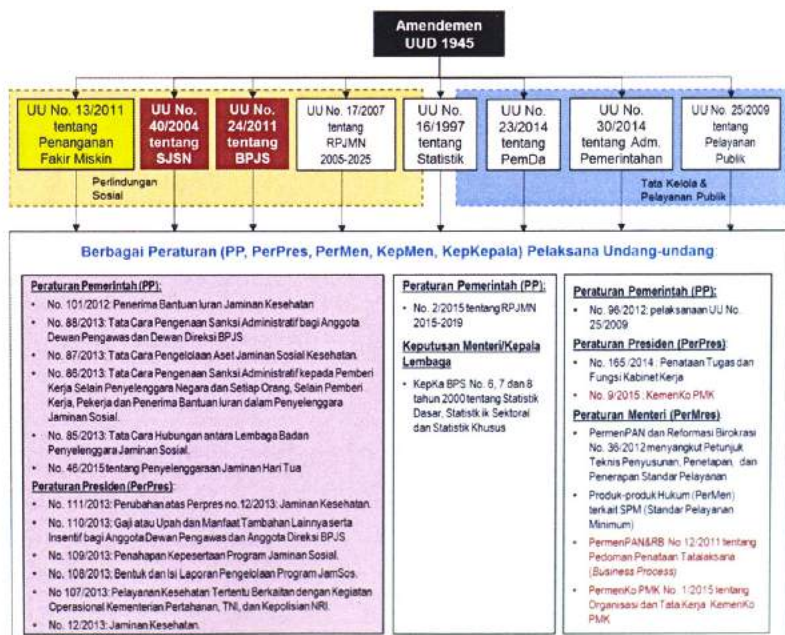 Amendemen
UUD 1945
UU No. 13/2011
tentang
Penanganan
Fakir Miskin
UU No.
40/2004
tentang
SJSN
UU No.
24/2011
tentang
BPJS
UU No. 17/2007
tentang
RPJMN
2005-2025
UU No.
16/1997
tentang
Statistik
UU No.
23/2014
tentang
PemDa
UU No.
30/2014
tentang Adm.
Pemerintahan
UU No. 25/2009
tentang
Pelayanan
Publik
Perlindungan
Sosial
Tata Kelola &
Pelayanan Publik
Berbagai Peraturan (PP, PerPres, PerMen, KepMen, KepKepala) Pelaksana Undang-undang
Peraturan Pemerintah (PP):
• No. 101/2012: Penerima Bantuan Iuran Jaminan Kesehatan
• No. 88/2013: Tata Cara Pengenaan Sanksi Administratif bagi Anggota
Dewan Pengawas dan Dewan Direksi BPJS
• No. 87/2013: Tata Cara Pengelolaan Aset Jaminan Sosial Kesehatan.
• No. 86/2013: Tata Cara Pengenaan Sanksi Administratif kepada Pemberi
Kerja Selain Penyelenggara Negara dan Setiap Orang, Selain Pemberi
Kerja, Pekerja dan Penerima Bantuan Iuran dalam Penyelenggara
Jaminan Sosial.
• No. 85/2013: Tata Cara Hubungan antara Lembaga Badan
Penyelenggara Jaminan Sosial.
• No. 46/2015 tentang Penyelenggaraan Jaminan Hari Tua
Peraturan Presiden (PerPres):
• No. 111/2013: Perubahan atas Perpres no.12/2013: Jaminan Kesehatan.
• No. 110/2013: Gaji atau Upah dan Manfaat Tambahan Lainnya serta
Insentif bagi Anggota Dewan Pengawas dan Anggota Direksi BPJS
• No. 109/2013: Penahapan Kepesertaan Program Jaminan Sosial.
• No. 108/2013: Bentuk dan Isi Laporan Pengelolaan Program JamSos.
• No 107/2013: Pelayanan Kesehatan Tertentu Berkaitan dengan Kegiatan
Operasional Kementerian Pertahanan, TNI, dan Kepolisian NRI.
• No. 12/2013: Jaminan Kesehatan.
Peraturan Pemerintah (PP):
• No. 2/2015 tentang RPJMN
2015-2019
Keputusan Menteri/Kepala
Lembaga
• KepKa BPS No. 6, 7 dan 8
tahun 2000 tentang Statistik
Dasar, Statistik ik Sektoral
dan Statistik Khusus
Peraturan Pemerintah (PP):
• No. 96/2012: pelaksanaan UU No.
25/2009
Peraturan Presiden (PerPres):
• No. 165/2014 : Penataan Tugas dan
Fungsi Kabinet Kerja
• No. 9/2015 : KemenKo PMK
Peraturan Menteri (PerMres)
• PermenPAN dan Reformasi Birokrasi
No. 36/2012 menyangkut Petunjuk
Teknis Penyusunan, Penetapan, dan
Penerapan Standar Pelayanan
• Produk-produk Hukum (PerMen)
terkait SPM (Standar Pelayanan
Minimum)
• PermenPAN&RB No 12/2011 tentang
Pedoman Penataan Tatalaksana
(Business Process)
• PermenKo PMK No. 1/2015 tentang
Organisasi dan Tata Kerja KemenKo
PMK